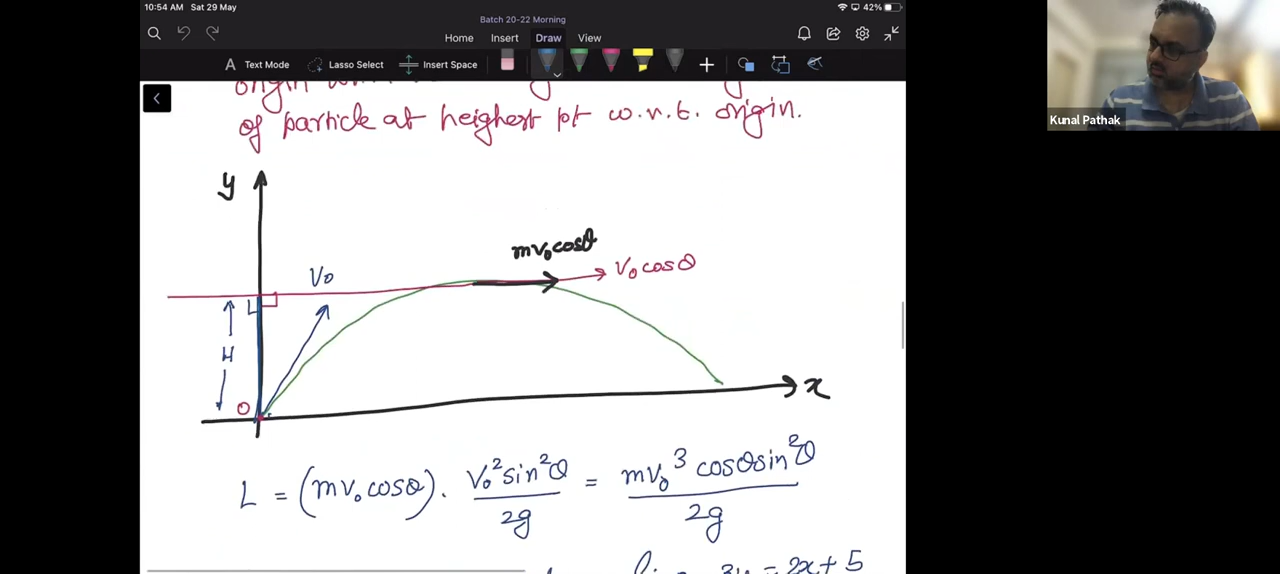 10:54 AM Sat 29 May
42%
Batch 20-22 Morning
Home Insert Draw View
A Text Mode Lasso Select Insert Space
origin
of particle at heighest pt w.r.t. origin.
y
mv₀cosθ
V₀cosθ
V₀
H
O
x
L = (mv₀cosθ). V₀²sin²θ/2g = mv₀³cosθsin²θ/2g
3y = 2x + 5
Kunal Pathak